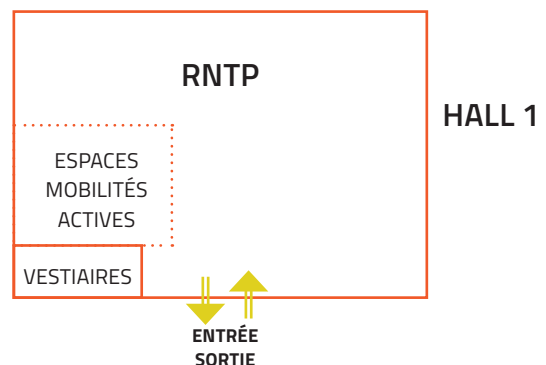 RNTP
HALL 1
ESPACES
MOBILITÉS
ACTIVES
VESTIAIRES
ENTRÉE
SORTIE